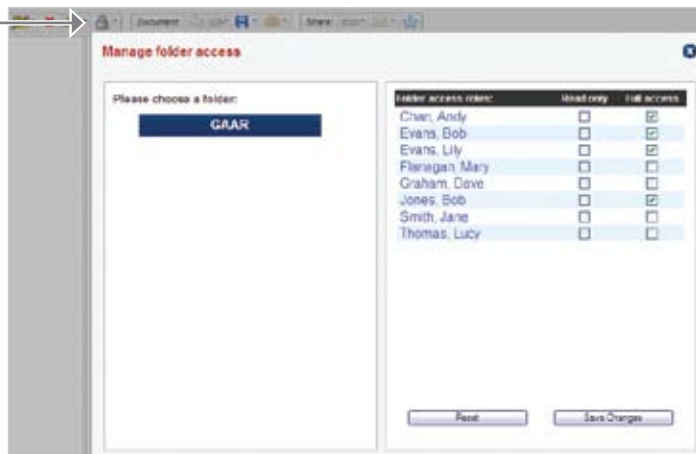 Document: Share:
Manage folder access
Please choose a folder:
GAAR
Folder access roles: Read only Full access
Chan, Andy
Evans, Bob
Evans, Lily
Flanagan, Mary
Graham, Dave
Jones, Bob
Smith, Jane
Thomas, Lucy
Reset Save Changes